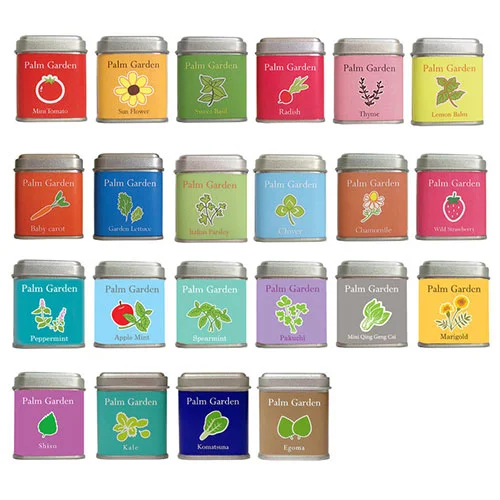 Palm Garden
Mini Tomato
Palm Garden
Sun Flower
Palm Garden
Sweet Basil
Palm Garden
Radish
Palm Garden
Thyme
Palm Garden
Lemon Balm
Palm Garden
Baby carot
Palm Garden
Garden Lettuce
Palm Garden
Italian Parsley
Palm Garden
Clover
Palm Garden
Chamomile
Palm Garden
Wild Strawberry
Palm Garden
Peppermint
Palm Garden
Apple Mint
Palm Garden
Spearmint
Palm Garden
Pakuchi
Palm Garden
Mini Qing Geng Cai
Palm Garden
Marigold
Palm Garden
Shiso
Palm Garden
Kale
Palm Garden
Komatsuna
Palm Garden
Egoma